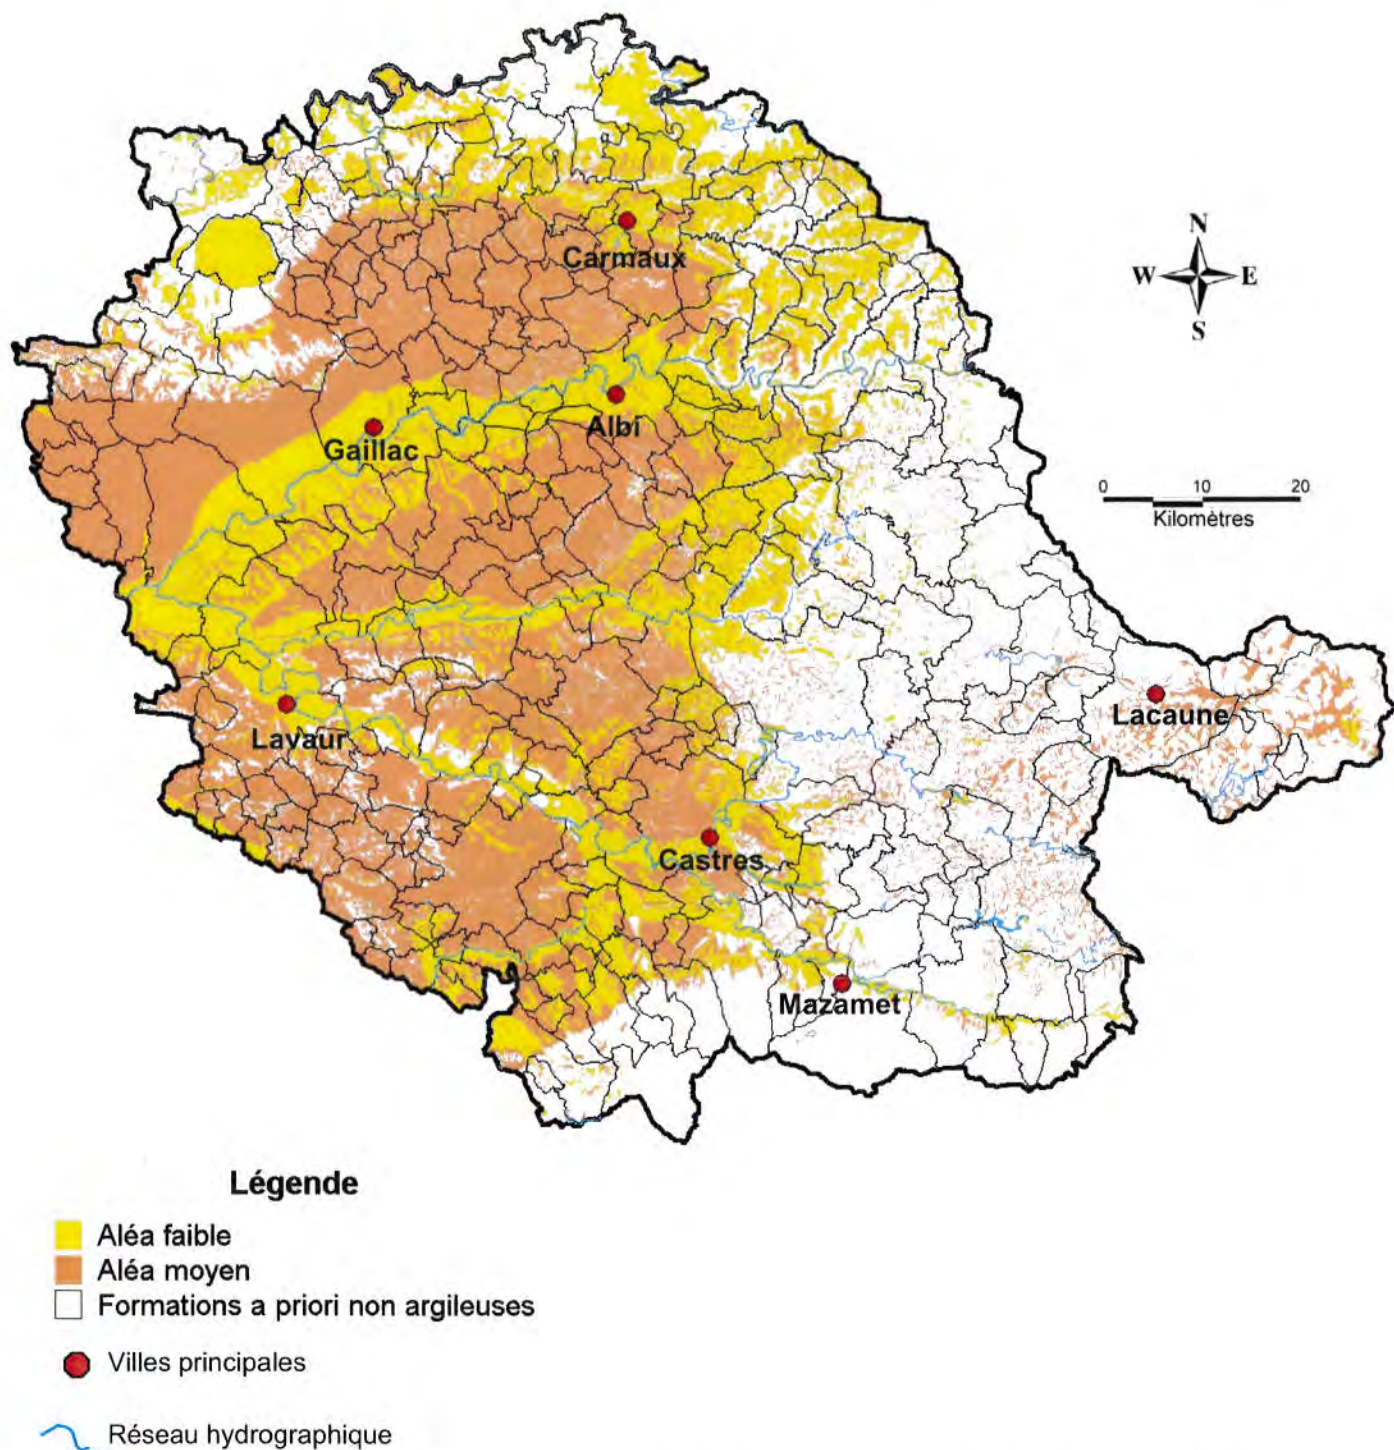 N
W E
S
Carmaux
Albi
Gaillac
0 10 20
Kilomètres
Lacaune
Lavaur
Castres
Mazamet
Légende
Aléa faible
Aléa moyen
Formations a priori non argileuses
Villes principales
Réseau hydrographique